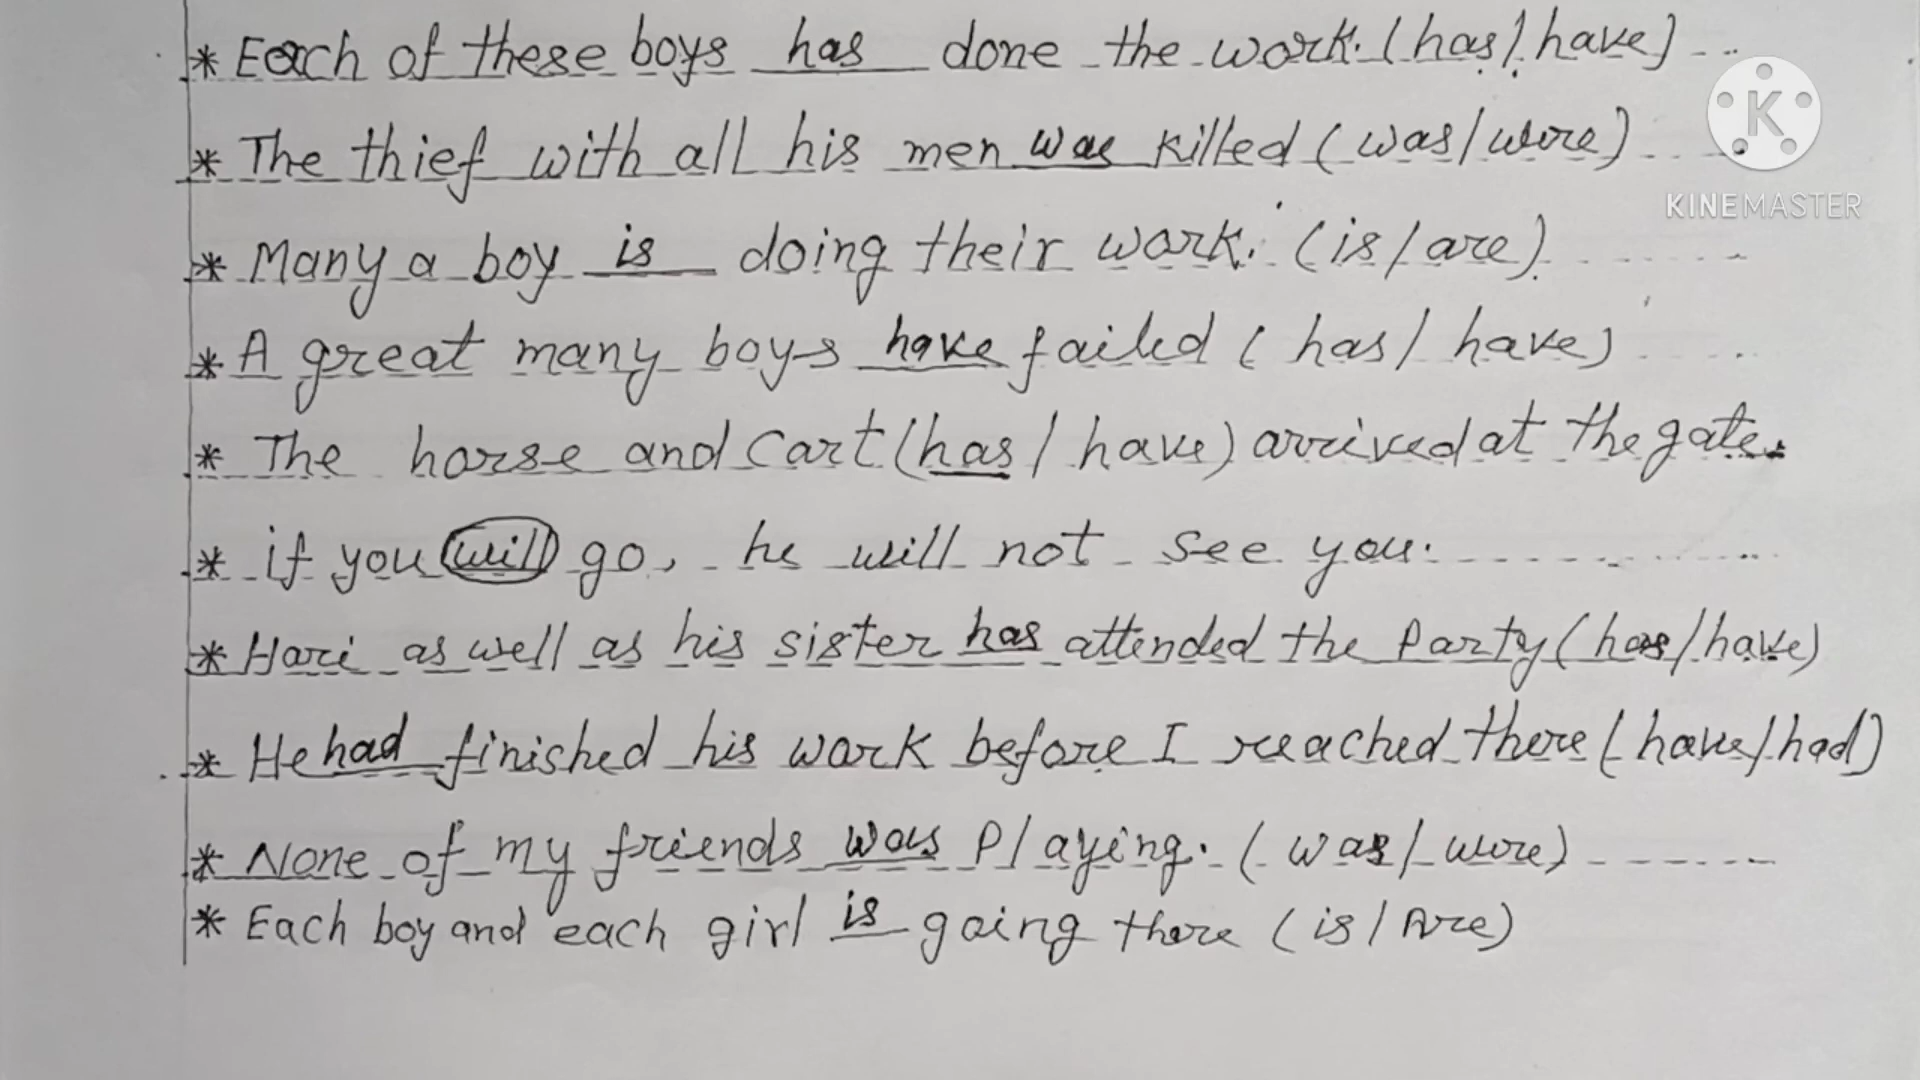 * Each of these boys has done the work. (has/have)
* The thief with all his men was killed (was/were)
* Many a boy is doing their work. (is/are)
* A great many boys have failed (has/have)
* The horse and cart (has/have) arrived at the gate.
* if you will go, he will not see you.
* Hari as well as his sister has attended the Party (has/have)
* He had finished his work before I reached there (have/had)
* None of my friends was Playing. (was/were)
* Each boy and each girl is going there (is/Are)
K
KINEMASTER